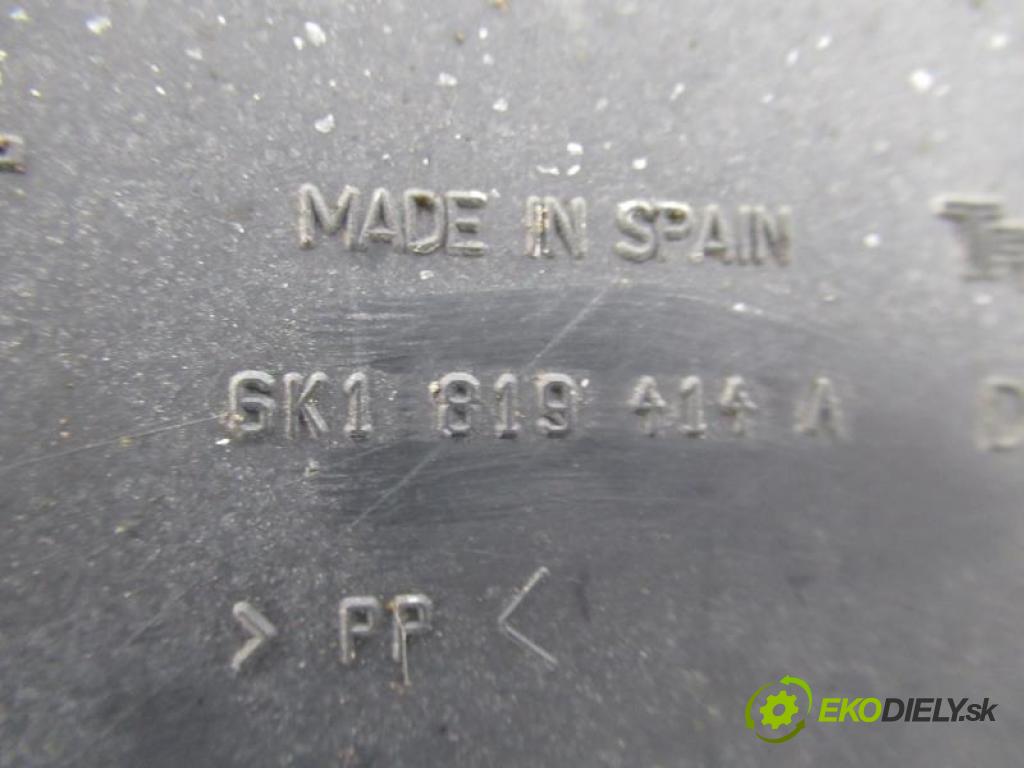 MADE IN SPAIN
6K1 819 414 A
> PP <
EKODIELY.sk